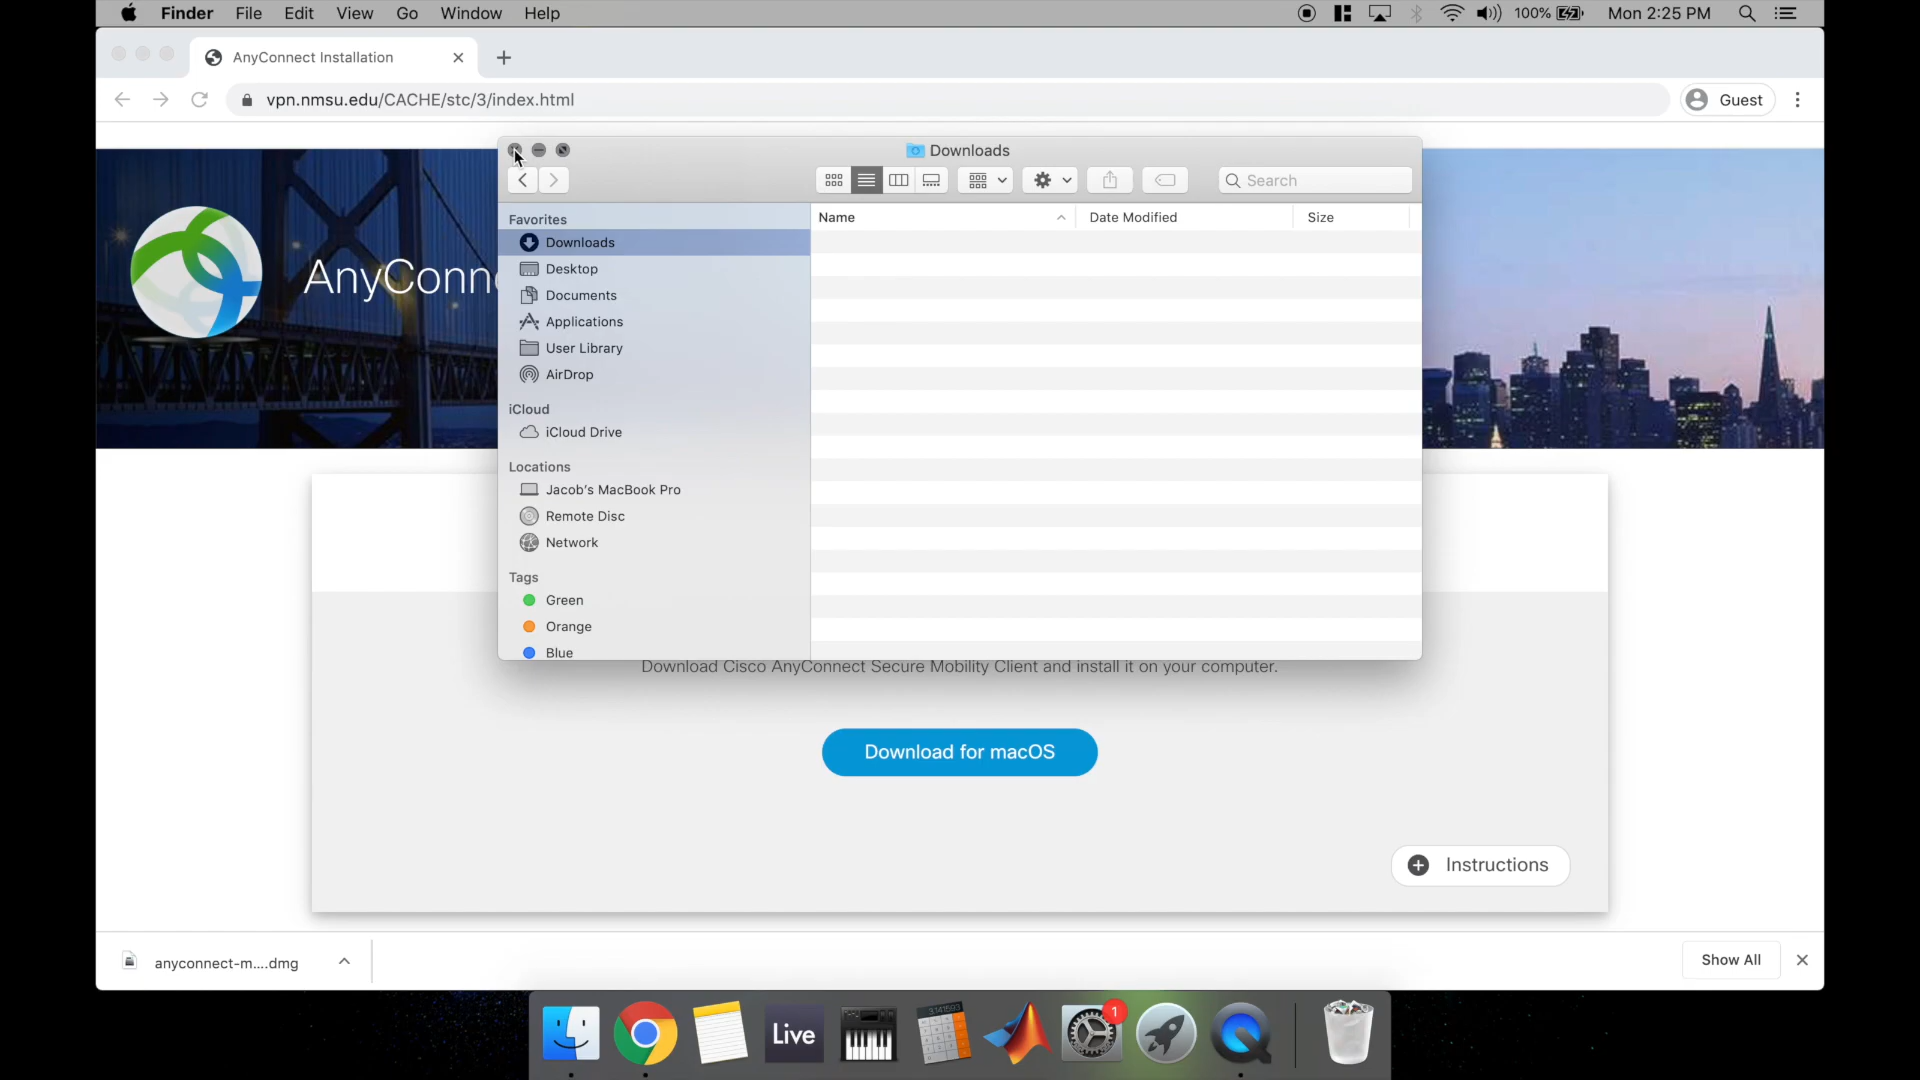 Finder File Edit View Go Window Help 100% Mon 2:25 PM
AnyConnect Installation
vpn.nmsu.edu/CACHE/stc/3/index.html Guest
Downloads
Search
Favorites Name Date Modified Size
Downloads
Desktop
AnyConn
Documents
Applications
User Library
AirDrop
iCloud
iCloud Drive
Locations
Jacob's MacBook Pro
Remote Disc
Network
Tags
Green
Orange
Blue
Download Cisco AnyConnect Secure Mobility Client and install it on your computer.
Download for macOS
Instructions
anyconnect-m....dmg Show All
Live 3.141593 1